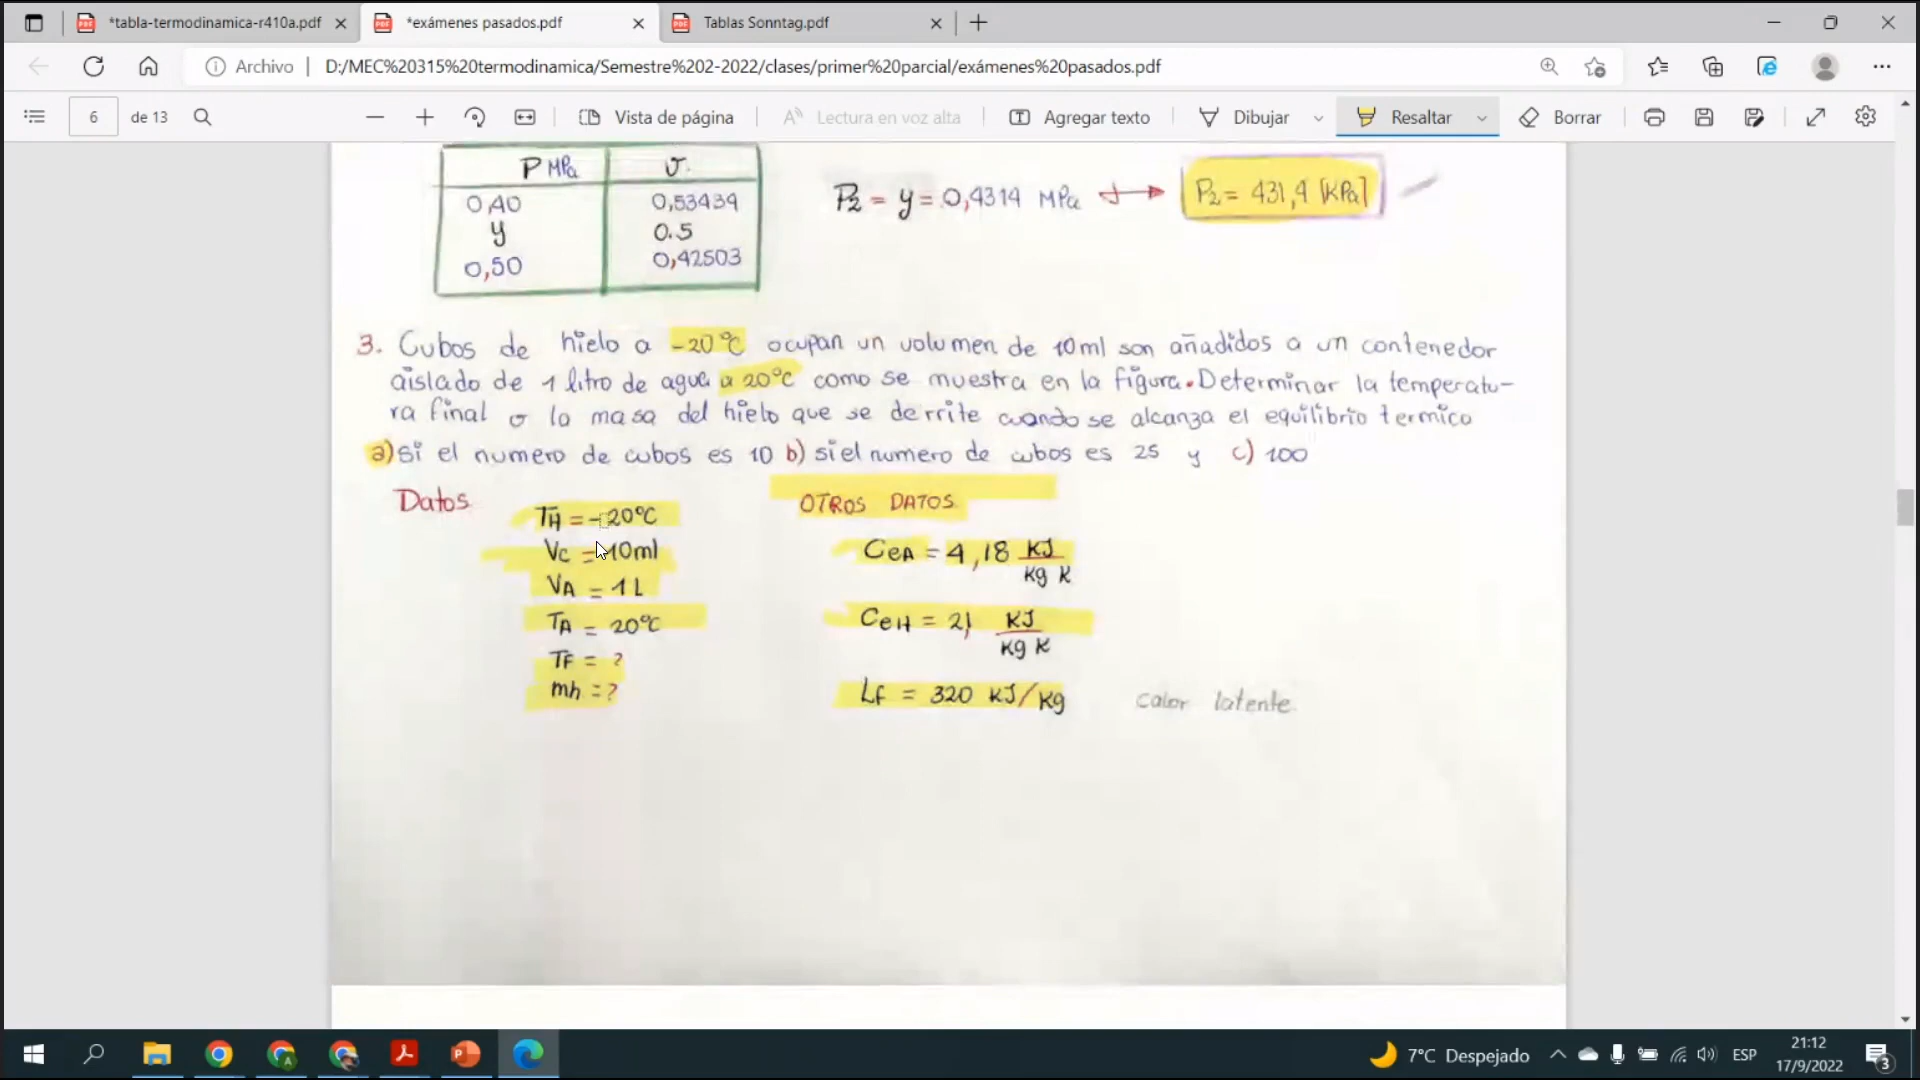 *tabla-termodinamica-r410a.pdf
*exámenes pasados.pdf
Tablas Sonntag.pdf
Archivo
D:/MEC%20315%20termodinamica/Semestre%202-2022/clases/primer%20parcial/exámenes%20pasados.pdf
6 de 13
Vista de página
Lectura en voz alta
Agregar texto
Dibujar
Resaltar
Borrar
P MPa
v
0,40
0,53439
y
0.5
0,50
0,42503
P2 = y = 0,4314 MPa
P2 = 431,4 [KPa]
3. Cubos de hielo a -20°C ocupan un volumen de 10ml son añadidos a un contenedor
aislado de 1 litro de agua a 20°C como se muestra en la figura. Determinar la temperatu-
ra final o la masa del hielo que se derrite cuando se alcanza el equilibrio termico
a) si el numero de cubos es 10 b) si el numero de cubos es 25 y c) 100
Datos
TH = -20°C
Vc = 10ml
VA = 1 L
TA = 20°C
TF = ?
mh = ?
OTROS DATOS
CeA = 4,18 KJ
Kg K
CeH = 2,1 KJ
Kg K
Lf = 320 KJ/Kg
calor latente
7°C Despejado
ESP
21:12
17/9/2022
3